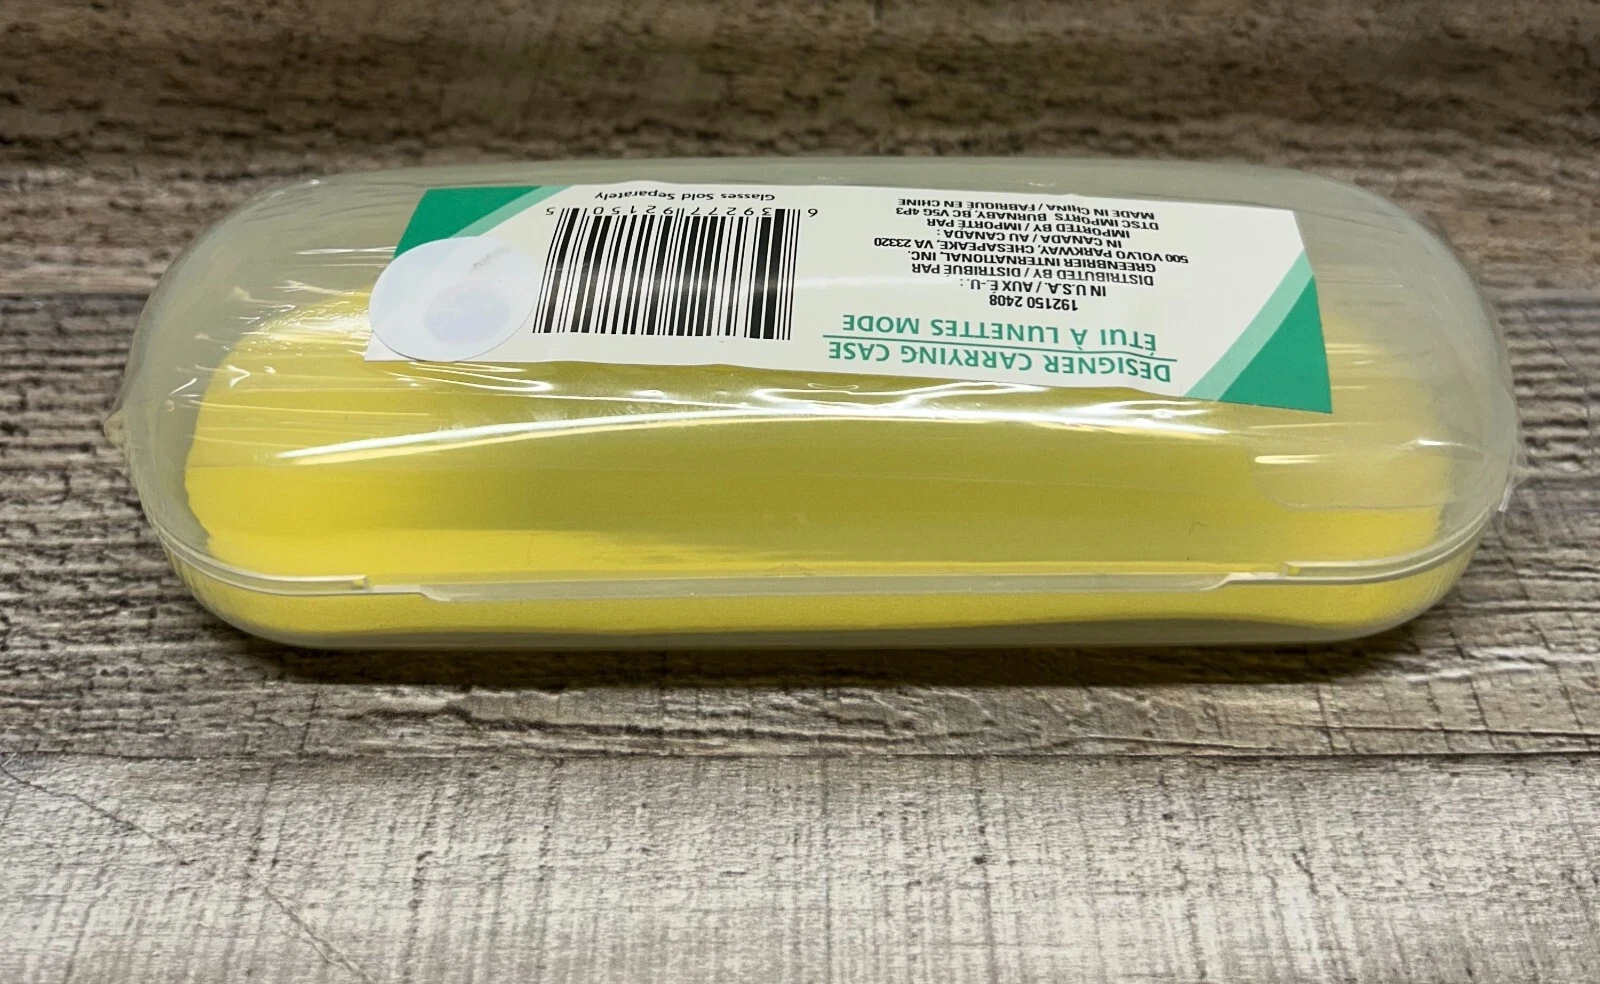 DESIGNER CARRYING CASE
ÉTUI À LUNETTES MODE
192150 2408
IN U.S.A. / AUX É-U. :
DISTRIBUTED BY / DISTRIBUÉ PAR
GREENBRIER INTERNATIONAL, INC.
500 VOLVO PARKWAY, CHESAPEAKE, VA 23320
IN CANADA / AU CANADA :
IMPORTED BY / IMPORTÉ PAR
DTSC IMPORTS, BURNABY, BC V5G 4P3
MADE IN CHINA / FABRIQUÉ EN CHINE
6 39277 92150 5
Glasses Sold Separately